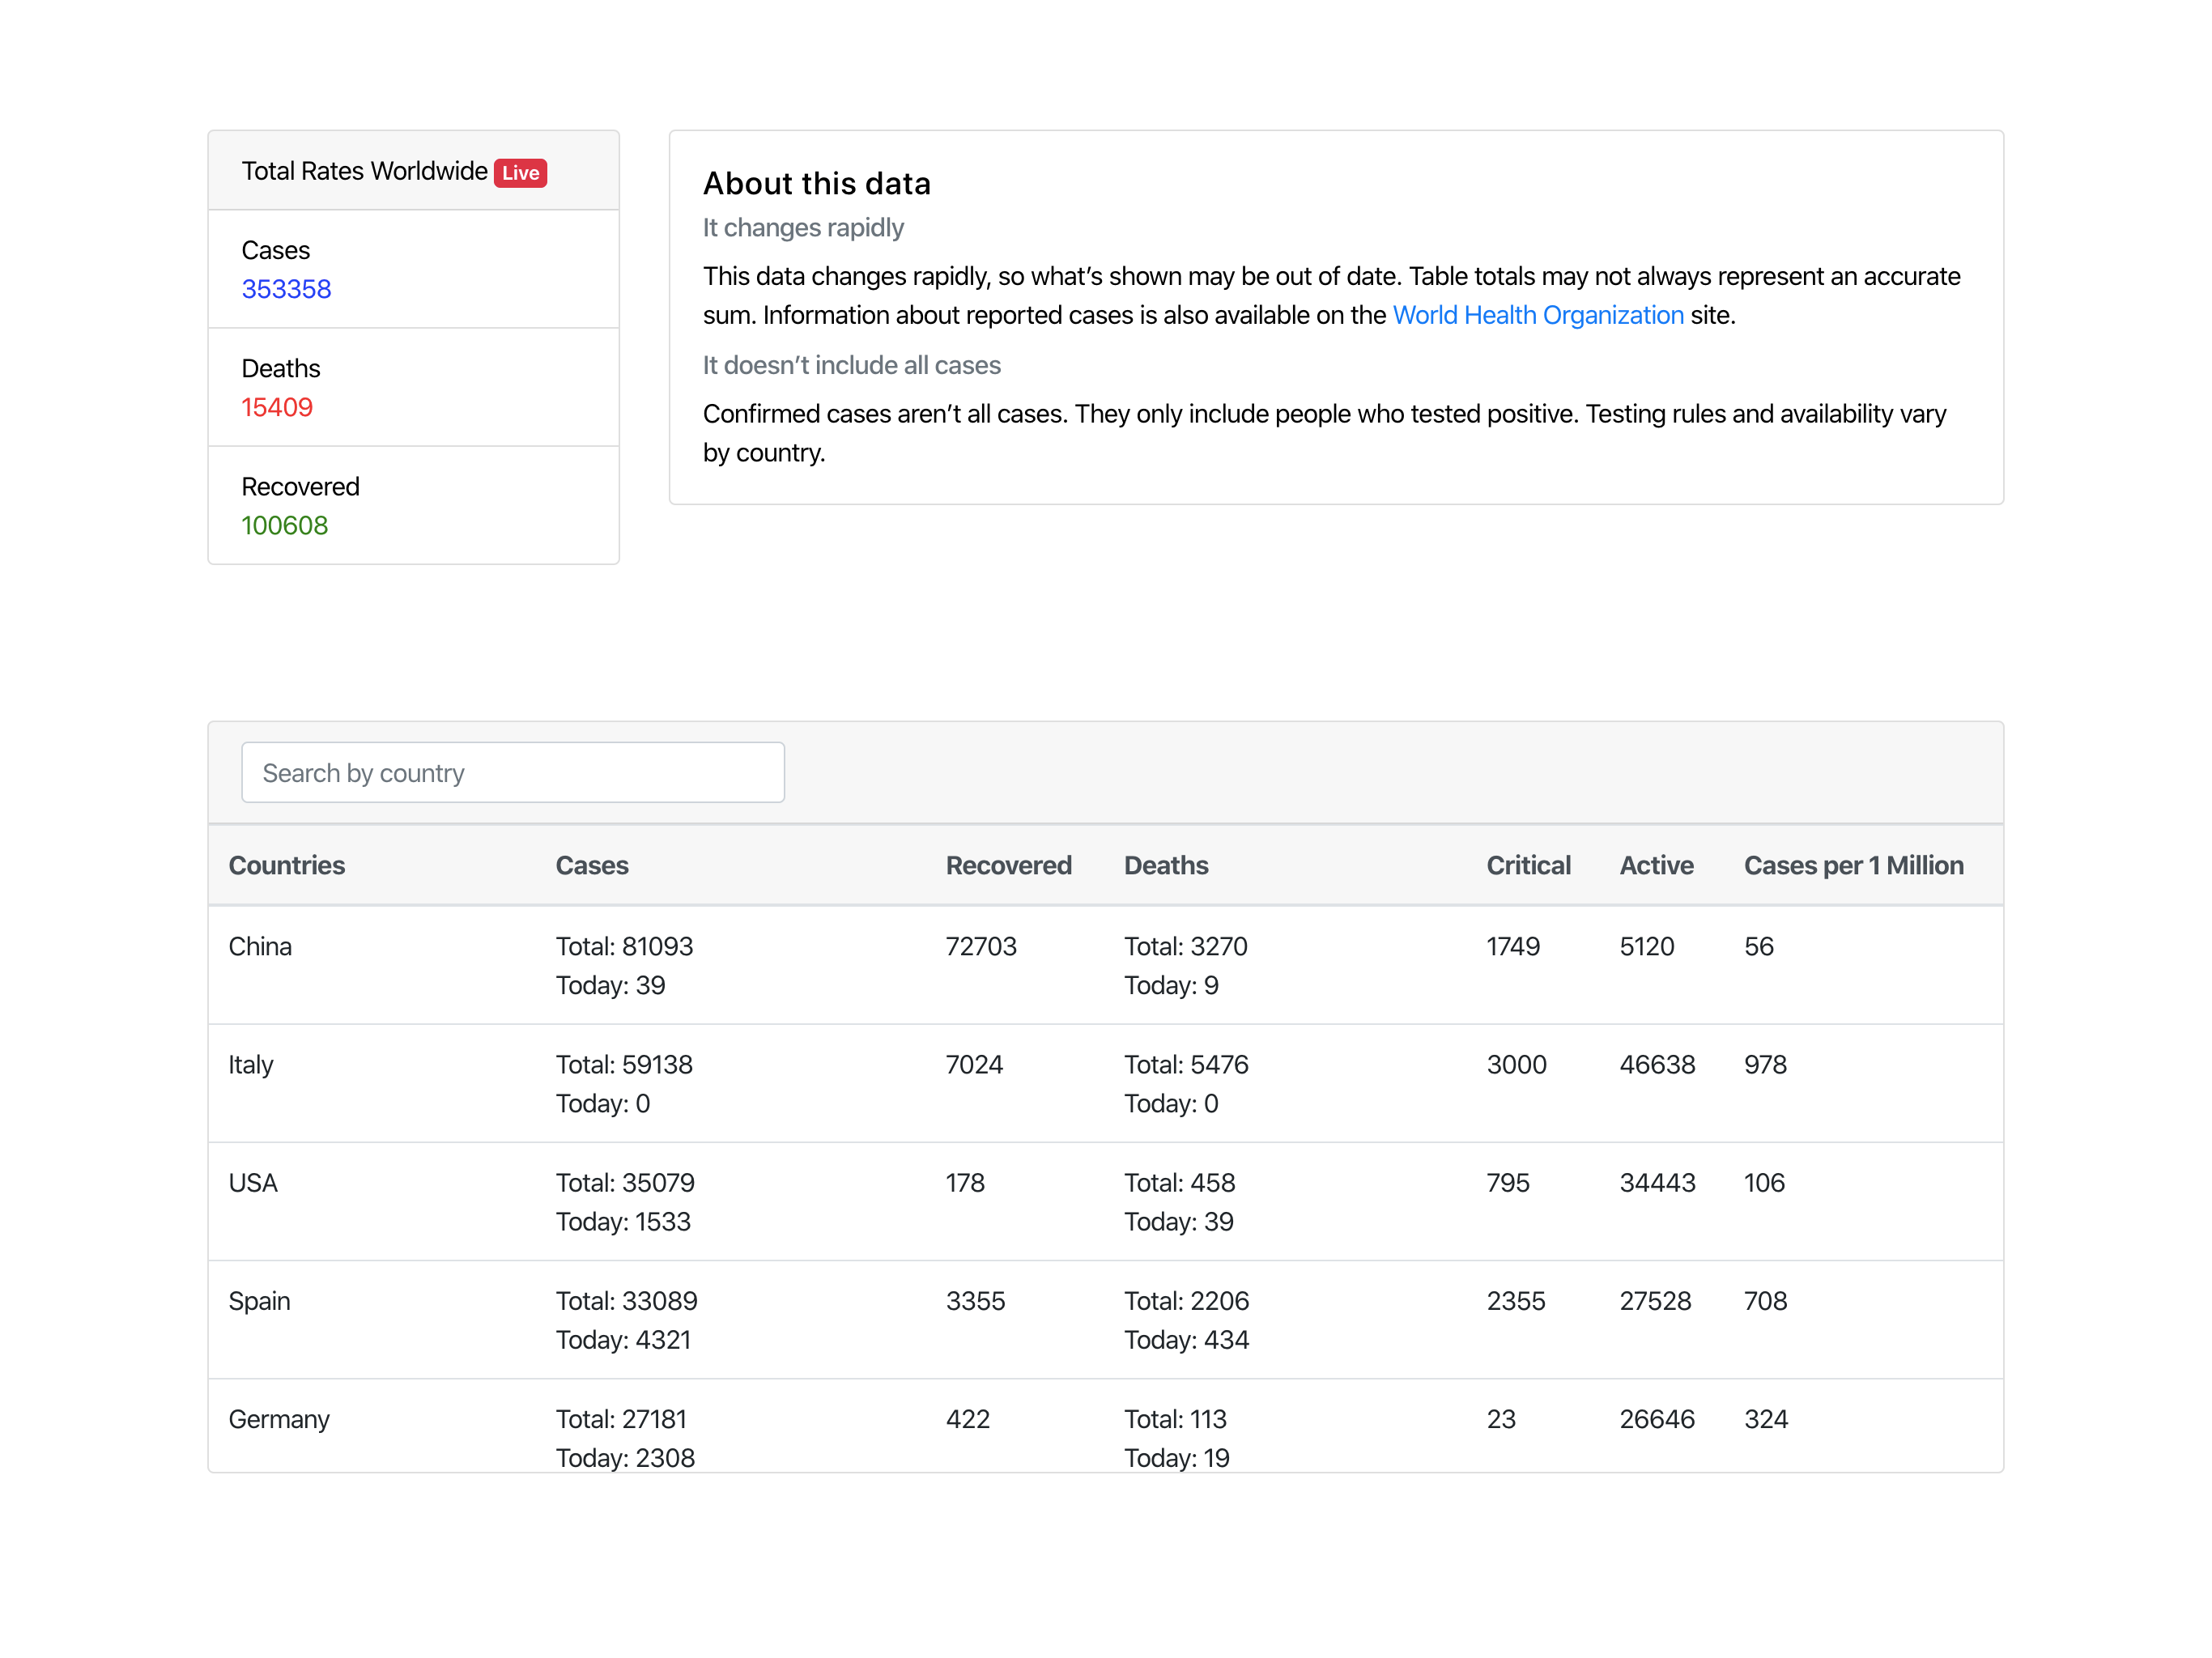 Total Rates Worldwide Live
Cases
353358
Deaths
15409
Recovered
100608
About this data
It changes rapidly
This data changes rapidly, so what’s shown may be out of date. Table totals may not always represent an accurate
sum. Information about reported cases is also available on the World Health Organization site.
It doesn’t include all cases
Confirmed cases aren’t all cases. They only include people who tested positive. Testing rules and availability vary
by country.
Search by country
Countries Cases Recovered Deaths Critical Active Cases per 1 Million
China Total: 81093 72703 Total: 3270 1749 5120 56
Today: 39 Today: 9
Italy Total: 59138 7024 Total: 5476 3000 46638 978
Today: 0 Today: 0
USA Total: 35079 178 Total: 458 795 34443 106
Today: 1533 Today: 39
Spain Total: 33089 3355 Total: 2206 2355 27528 708
Today: 4321 Today: 434
Germany Total: 27181 422 Total: 113 23 26646 324
Today: 2308 Today: 19